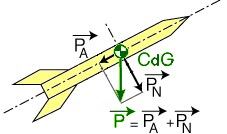 P_A
CdG
P_N
P = P_A + P_N